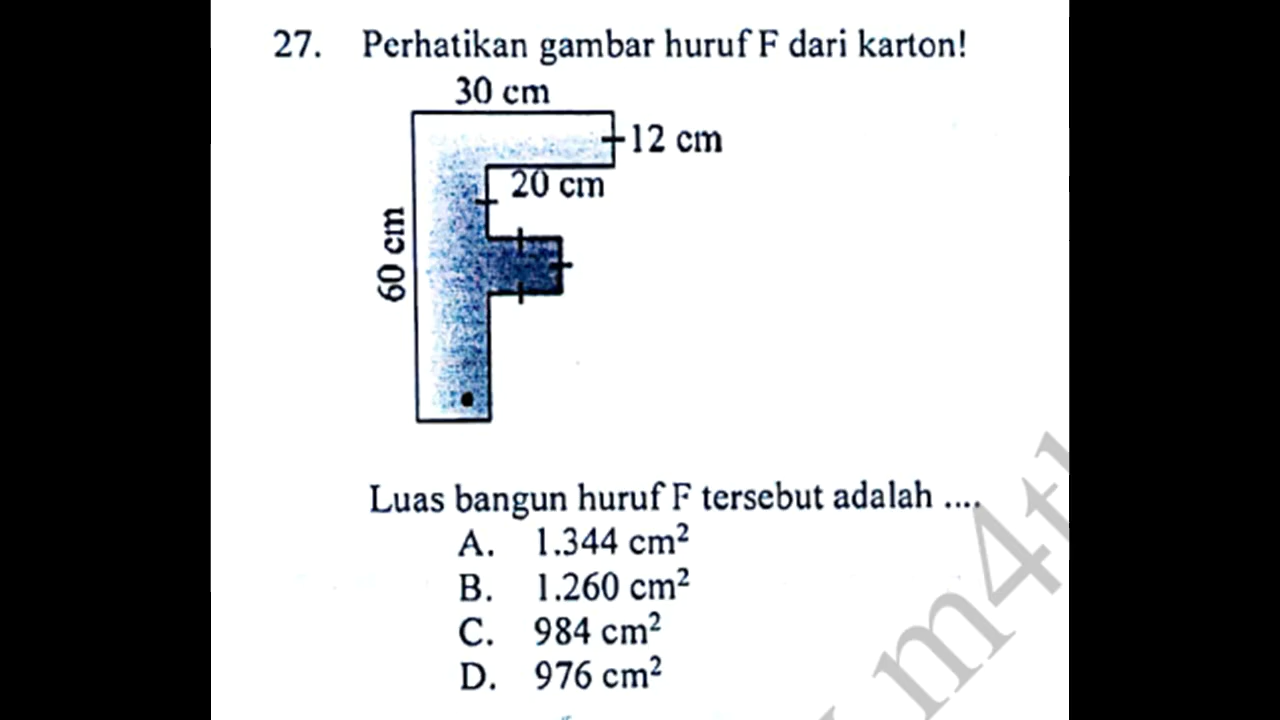 27. Perhatikan gambar huruf F dari karton!
30 cm
12 cm
20 cm
60 cm
Luas bangun huruf F tersebut adalah ....
A. 1.344 cm²
B. 1.260 cm²
C. 984 cm²
D. 976 cm²